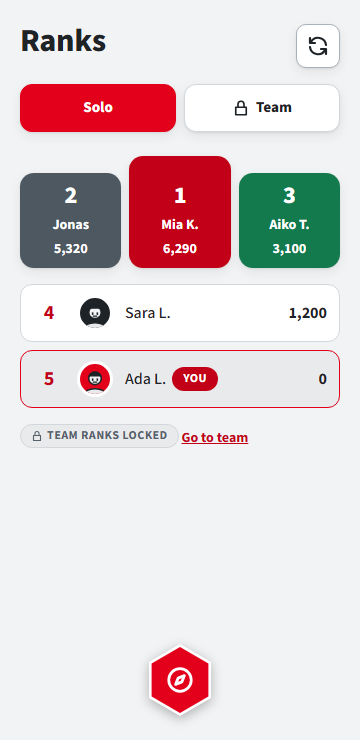 Ranks
Solo
Team
2
Jonas
5,320
1
Mia K.
6,290
3
Aiko T.
3,100
4 Sara L. 1,200
5 Ada L. YOU 0
TEAM RANKS LOCKED Go to team